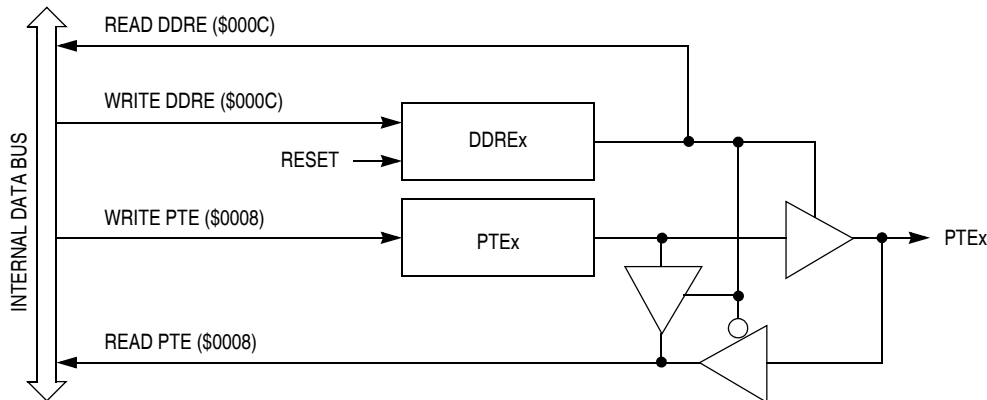 READ DDRE ($000C)
WRITE DDRE ($000C)
DDREx
RESET
INTERNAL DATA BUS
WRITE PTE ($0008)
PTEx
PTEx
READ PTE ($0008)